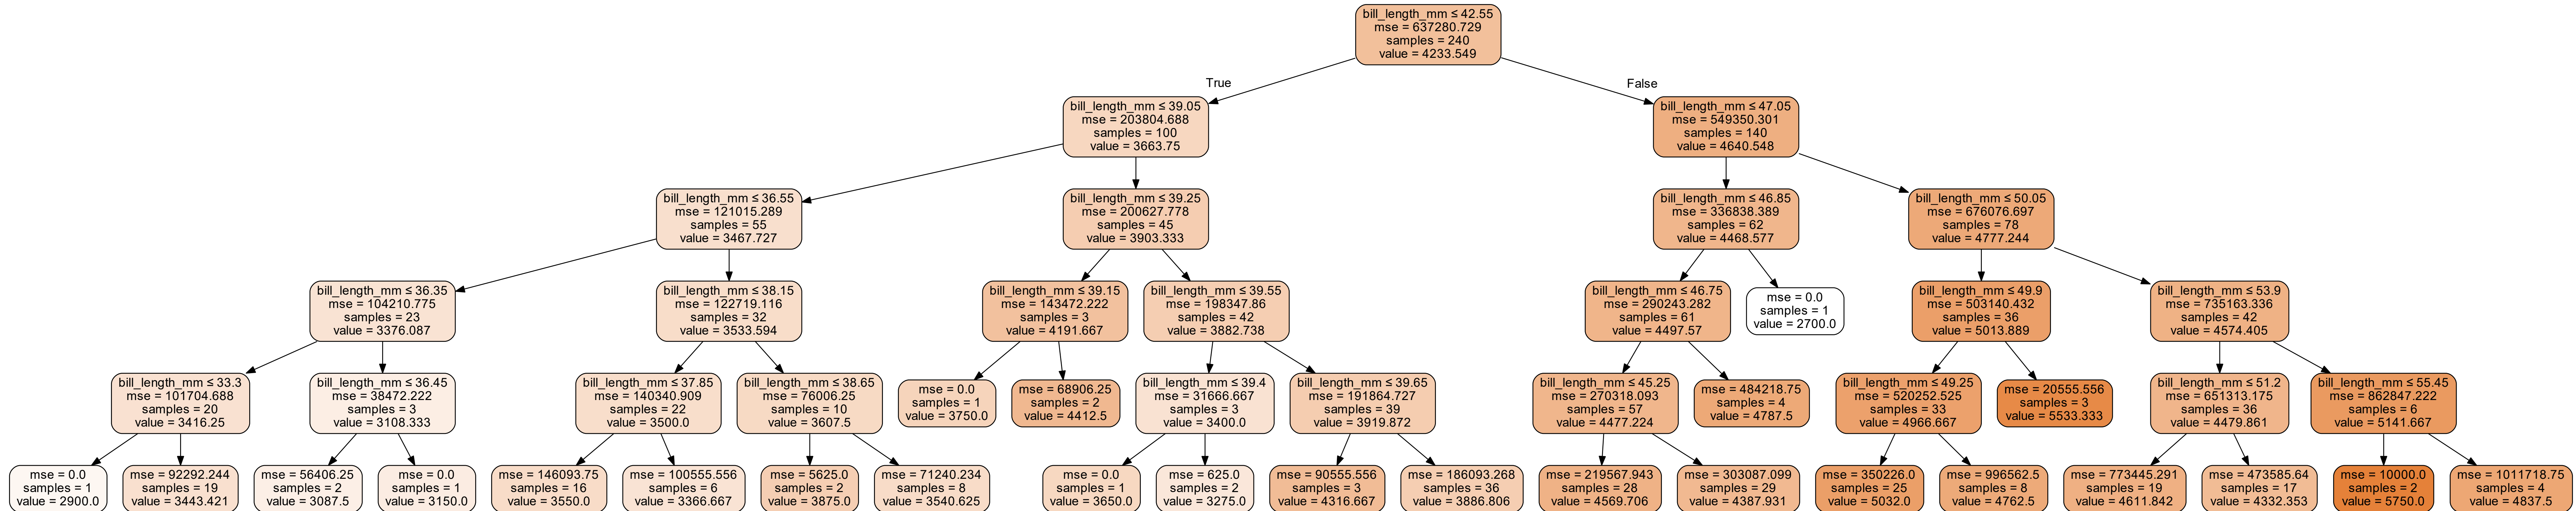 bill_length_mm ≤ 42.55
mse = 637280.729
samples = 240
value = 4233.549
True
False
bill_length_mm ≤ 39.05
mse = 203804.688
samples = 100
value = 3663.75
bill_length_mm ≤ 47.05
mse = 549350.301
samples = 140
value = 4640.548
bill_length_mm ≤ 36.55
mse = 121015.289
samples = 55
value = 3467.727
bill_length_mm ≤ 39.25
mse = 200627.778
samples = 45
value = 3903.333
bill_length_mm ≤ 46.85
mse = 336838.389
samples = 62
value = 4468.577
bill_length_mm ≤ 50.05
mse = 676076.697
samples = 78
value = 4777.244
bill_length_mm ≤ 36.35
mse = 104210.775
samples = 23
value = 3376.087
bill_length_mm ≤ 38.15
mse = 122719.116
samples = 32
value = 3533.594
bill_length_mm ≤ 39.15
mse = 143472.222
samples = 3
value = 4191.667
bill_length_mm ≤ 39.55
mse = 198347.86
samples = 42
value = 3882.738
bill_length_mm ≤ 46.75
mse = 290243.282
samples = 61
value = 4497.57
mse = 0.0
samples = 1
value = 2700.0
bill_length_mm ≤ 49.9
mse = 503140.432
samples = 36
value = 5013.889
bill_length_mm ≤ 53.9
mse = 735163.336
samples = 42
value = 4574.405
bill_length_mm ≤ 33.3
mse = 101704.688
samples = 20
value = 3416.25
bill_length_mm ≤ 36.45
mse = 38472.222
samples = 3
value = 3108.333
bill_length_mm ≤ 37.85
mse = 140340.909
samples = 22
value = 3500.0
bill_length_mm ≤ 38.65
mse = 76006.25
samples = 10
value = 3607.5
mse = 0.0
samples = 1
value = 3750.0
mse = 68906.25
samples = 2
value = 4412.5
bill_length_mm ≤ 39.4
mse = 31666.667
samples = 3
value = 3400.0
bill_length_mm ≤ 39.65
mse = 191864.727
samples = 39
value = 3919.872
bill_length_mm ≤ 45.25
mse = 270318.093
samples = 57
value = 4477.224
mse = 484218.75
samples = 4
value = 4787.5
bill_length_mm ≤ 49.25
mse = 520252.525
samples = 33
value = 4966.667
mse = 20555.556
samples = 3
value = 5533.333
bill_length_mm ≤ 51.2
mse = 651313.175
samples = 36
value = 4479.861
bill_length_mm ≤ 55.45
mse = 862847.222
samples = 6
value = 5141.667
mse = 0.0
samples = 1
value = 2900.0
mse = 92292.244
samples = 19
value = 3443.421
mse = 56406.25
samples = 2
value = 3087.5
mse = 0.0
samples = 1
value = 3150.0
mse = 146093.75
samples = 16
value = 3550.0
mse = 100555.556
samples = 6
value = 3366.667
mse = 5625.0
samples = 2
value = 3875.0
mse = 71240.234
samples = 8
value = 3540.625
mse = 0.0
samples = 1
value = 3650.0
mse = 625.0
samples = 2
value = 3275.0
mse = 90555.556
samples = 3
value = 4316.667
mse = 186093.268
samples = 36
value = 3886.806
mse = 219567.943
samples = 28
value = 4569.706
mse = 303087.099
samples = 29
value = 4387.931
mse = 350226.0
samples = 25
value = 5032.0
mse = 996562.5
samples = 8
value = 4762.5
mse = 773445.291
samples = 19
value = 4611.842
mse = 473585.64
samples = 17
value = 4332.353
mse = 10000.0
samples = 2
value = 5750.0
mse = 1011718.75
samples = 4
value = 4837.5